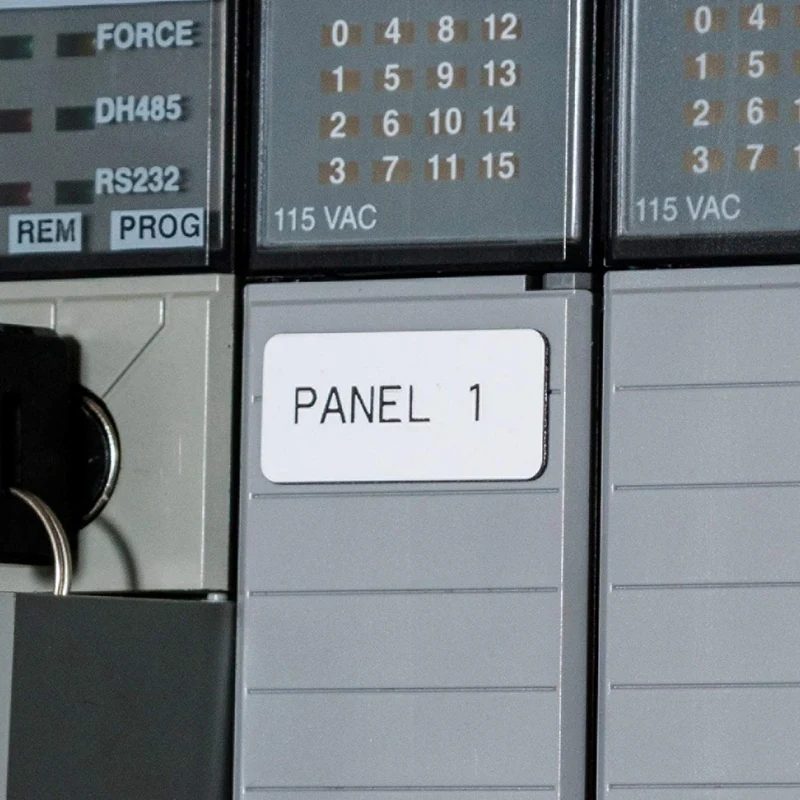 FORCE
DH485
RS232
REM PROG
0 4 8 12
1 5 9 13
2 6 10 14
3 7 11 15
115 VAC
0 4
1 5
2 6
3 7
115 VAC
PANEL 1